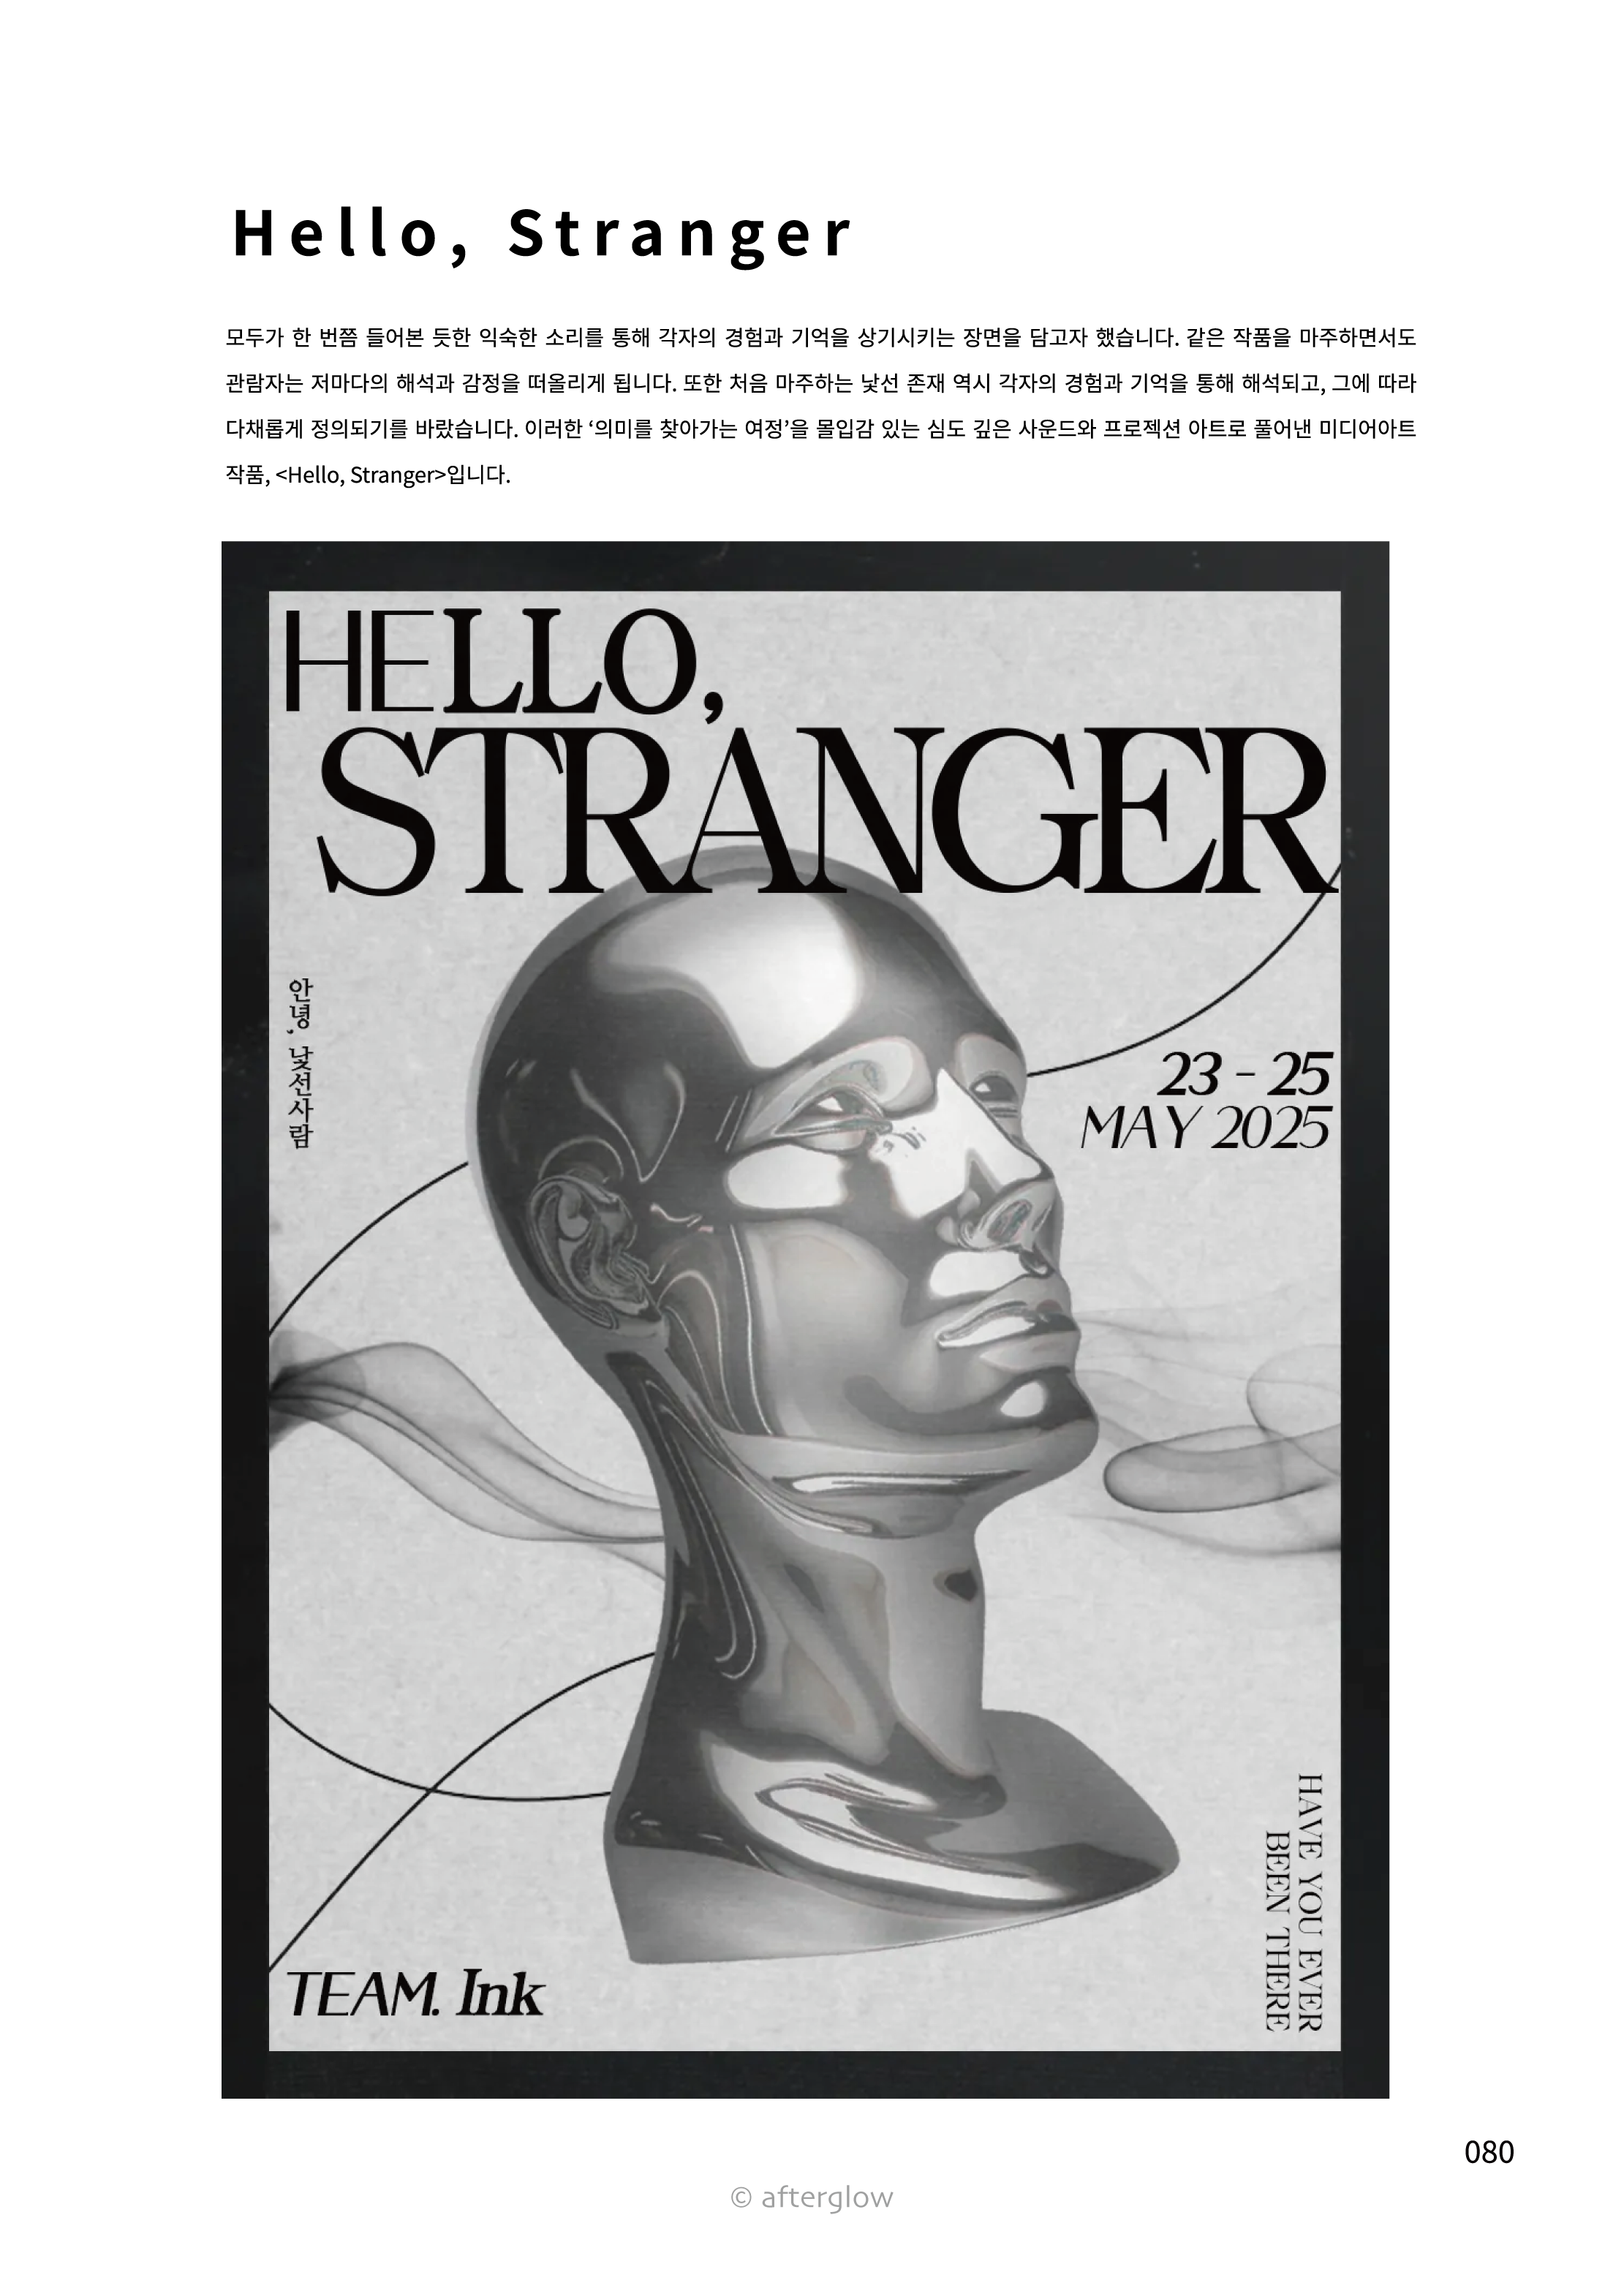 Hello, Stranger
모두가 한 번쯤 들어본 듯한 익숙한 소리를 통해 각자의 경험과 기억을 상기시키는 장면을 담고자 했습니다. 같은 작품을 마주하면서도
관람자는 저마다의 해석과 감정을 떠올리게 됩니다. 또한 처음 마주하는 낯선 존재 역시 각자의 경험과 기억을 통해 해석되고, 그에 따라
다채롭게 정의되기를 바랐습니다. 이러한 ‘의미를 찾아가는 여정’을 몰입감 있는 심도 깊은 사운드와 프로젝션 아트로 풀어낸 미디어아트
작품, <Hello, Stranger>입니다.
HELLO,
STRANGER
안녕, 낯선사람
23 - 25
MAY 2025
HAVE YOU EVER
BEEN THERE
TEAM. Ink
080
© afterglow